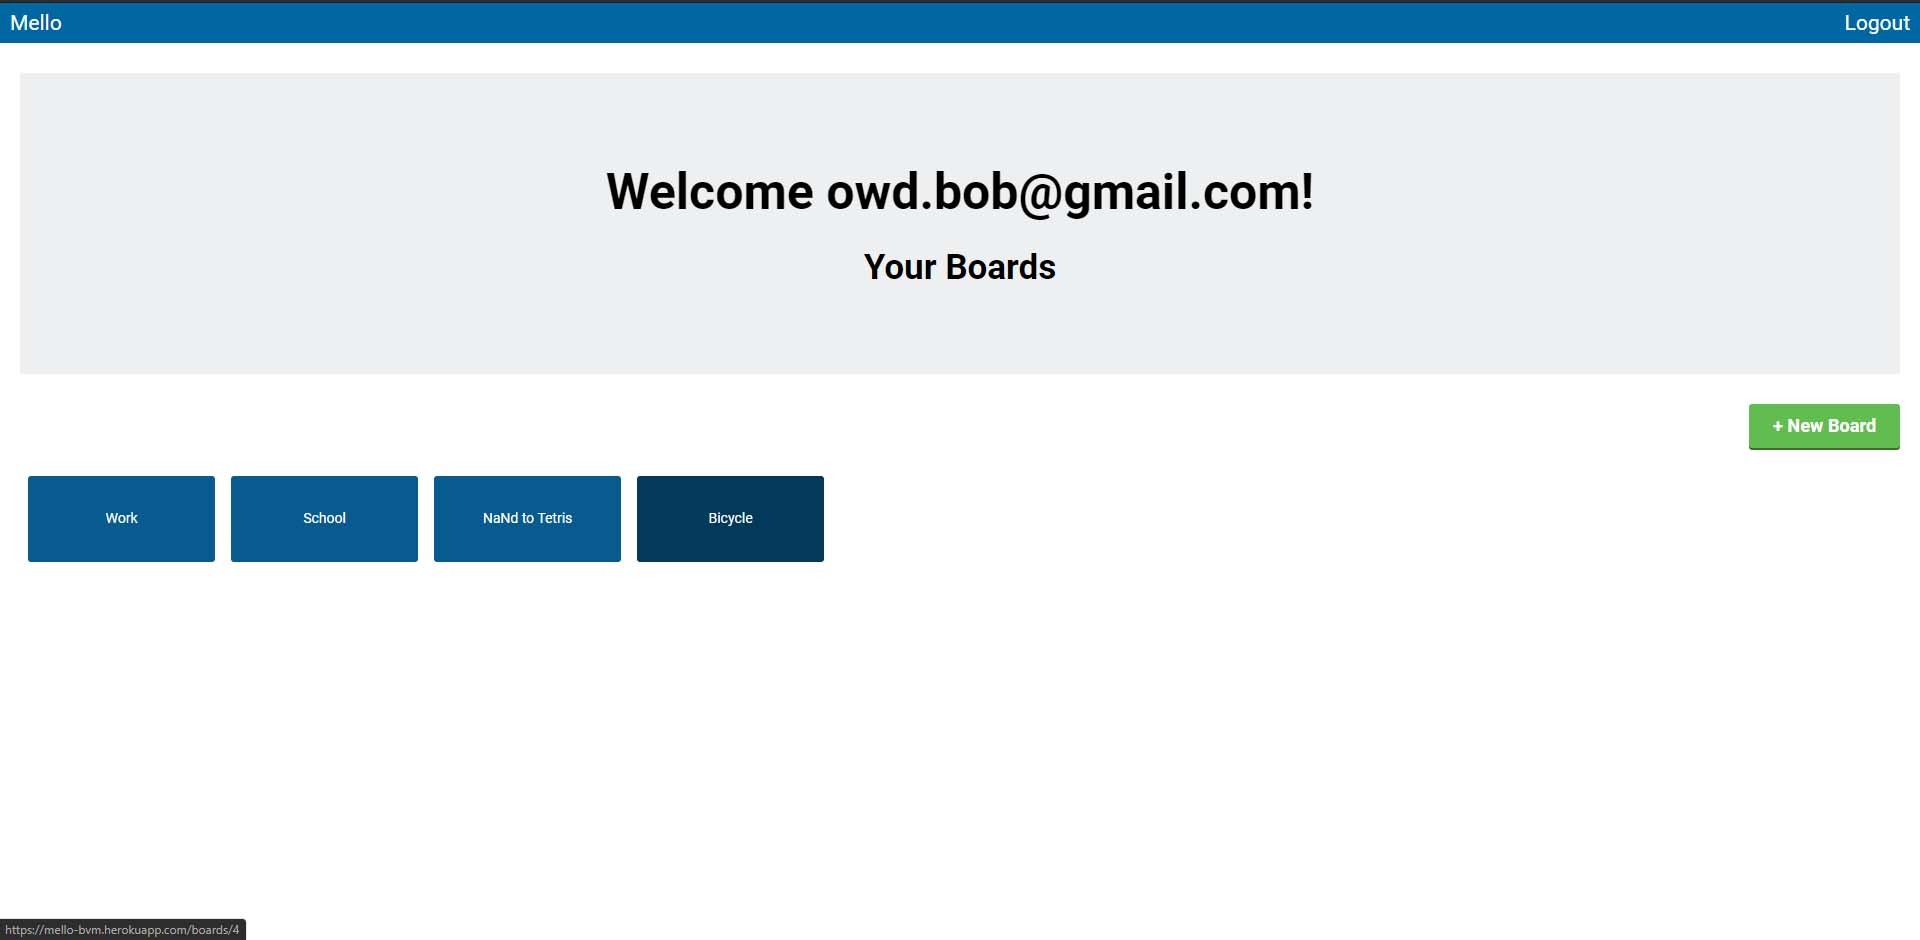 Mello
Logout
Welcome owd.bob@gmail.com!
Your Boards
+ New Board
Work
School
NaNd to Tetris
Bicycle
https://mello-bvm.herokuapp.com/boards/4